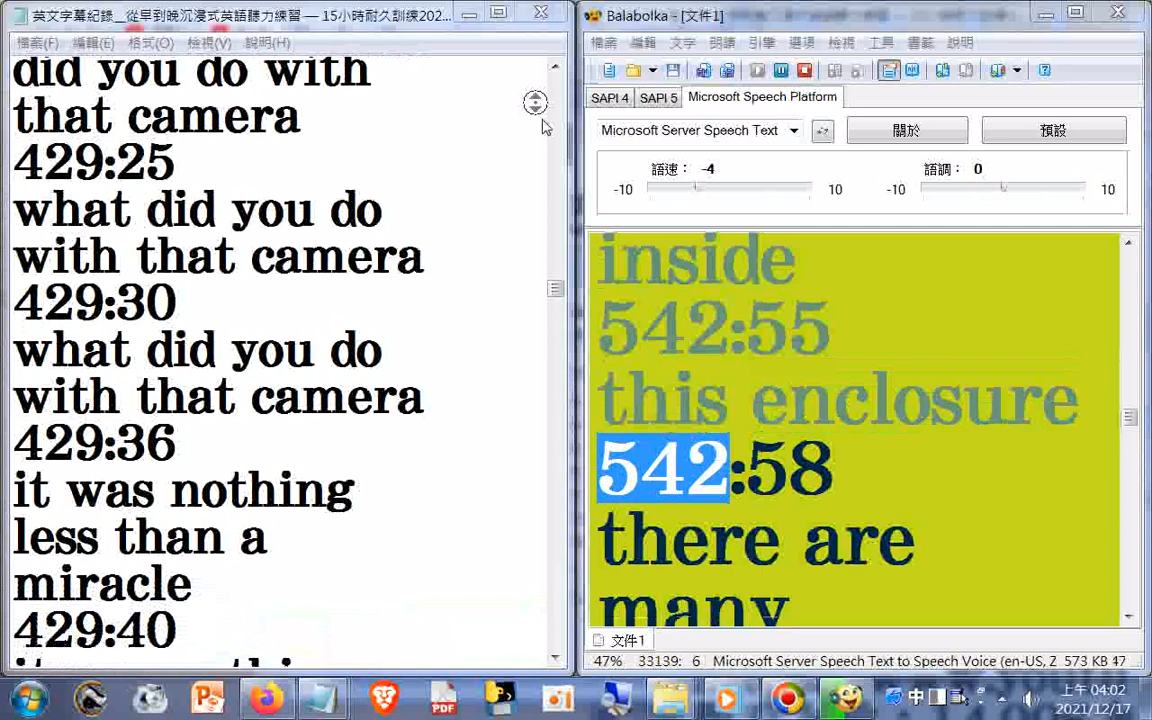 英文字幕紀錄__從早到晚沉浸式英語聽力練習 — 15小時耐久訓練202...
檔案(F) 編輯(E) 格式(O) 檢視(V) 說明(H)
did you do with
that camera
429:25
what did you do
with that camera
429:30
what did you do
with that camera
429:36
it was nothing
less than a
miracle
429:40
Balabolka - [文件1]
檔案 編輯 文字 朗讀 引擎 選項 檢視 工具 書籤 說明
SAPI 4 SAPI 5 Microsoft Speech Platform
Microsoft Server Speech Text 關於 預設
語速： -4 語調： 0
-10 10 -10 10
inside
542:55
this enclosure
542:58
there are
many
文件1
47% 33139: 6 Microsoft Server Speech Text to Speech Voice (en-US, Z 573 KB 47
PDF
中
上午 04:02
2021/12/17